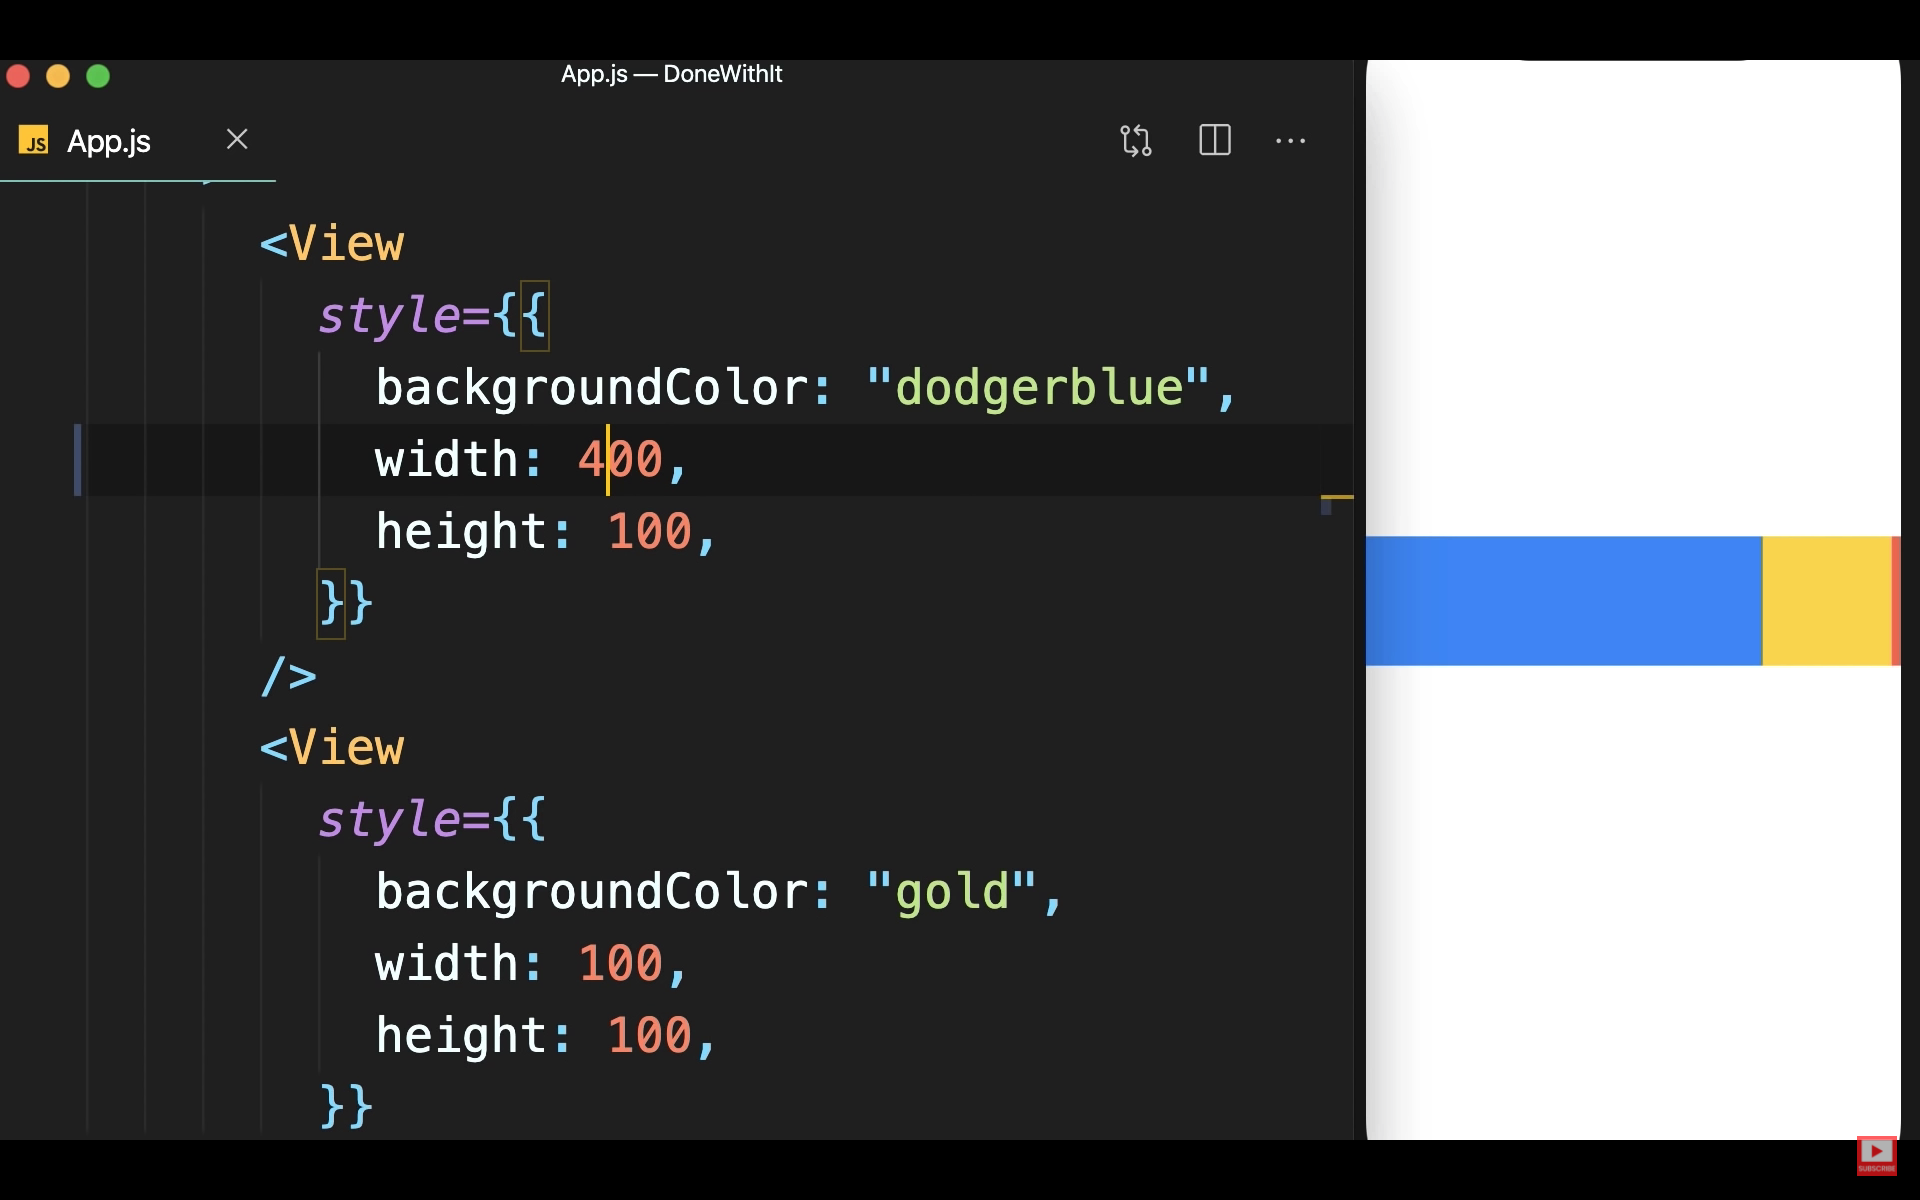 App.js — DoneWithIt
JS App.js
<View
style={{
backgroundColor: "dodgerblue",
width: 400,
height: 100,
}}
/>
<View
style={{
backgroundColor: "gold",
width: 100,
height: 100,
}}
SUBSCRIBE